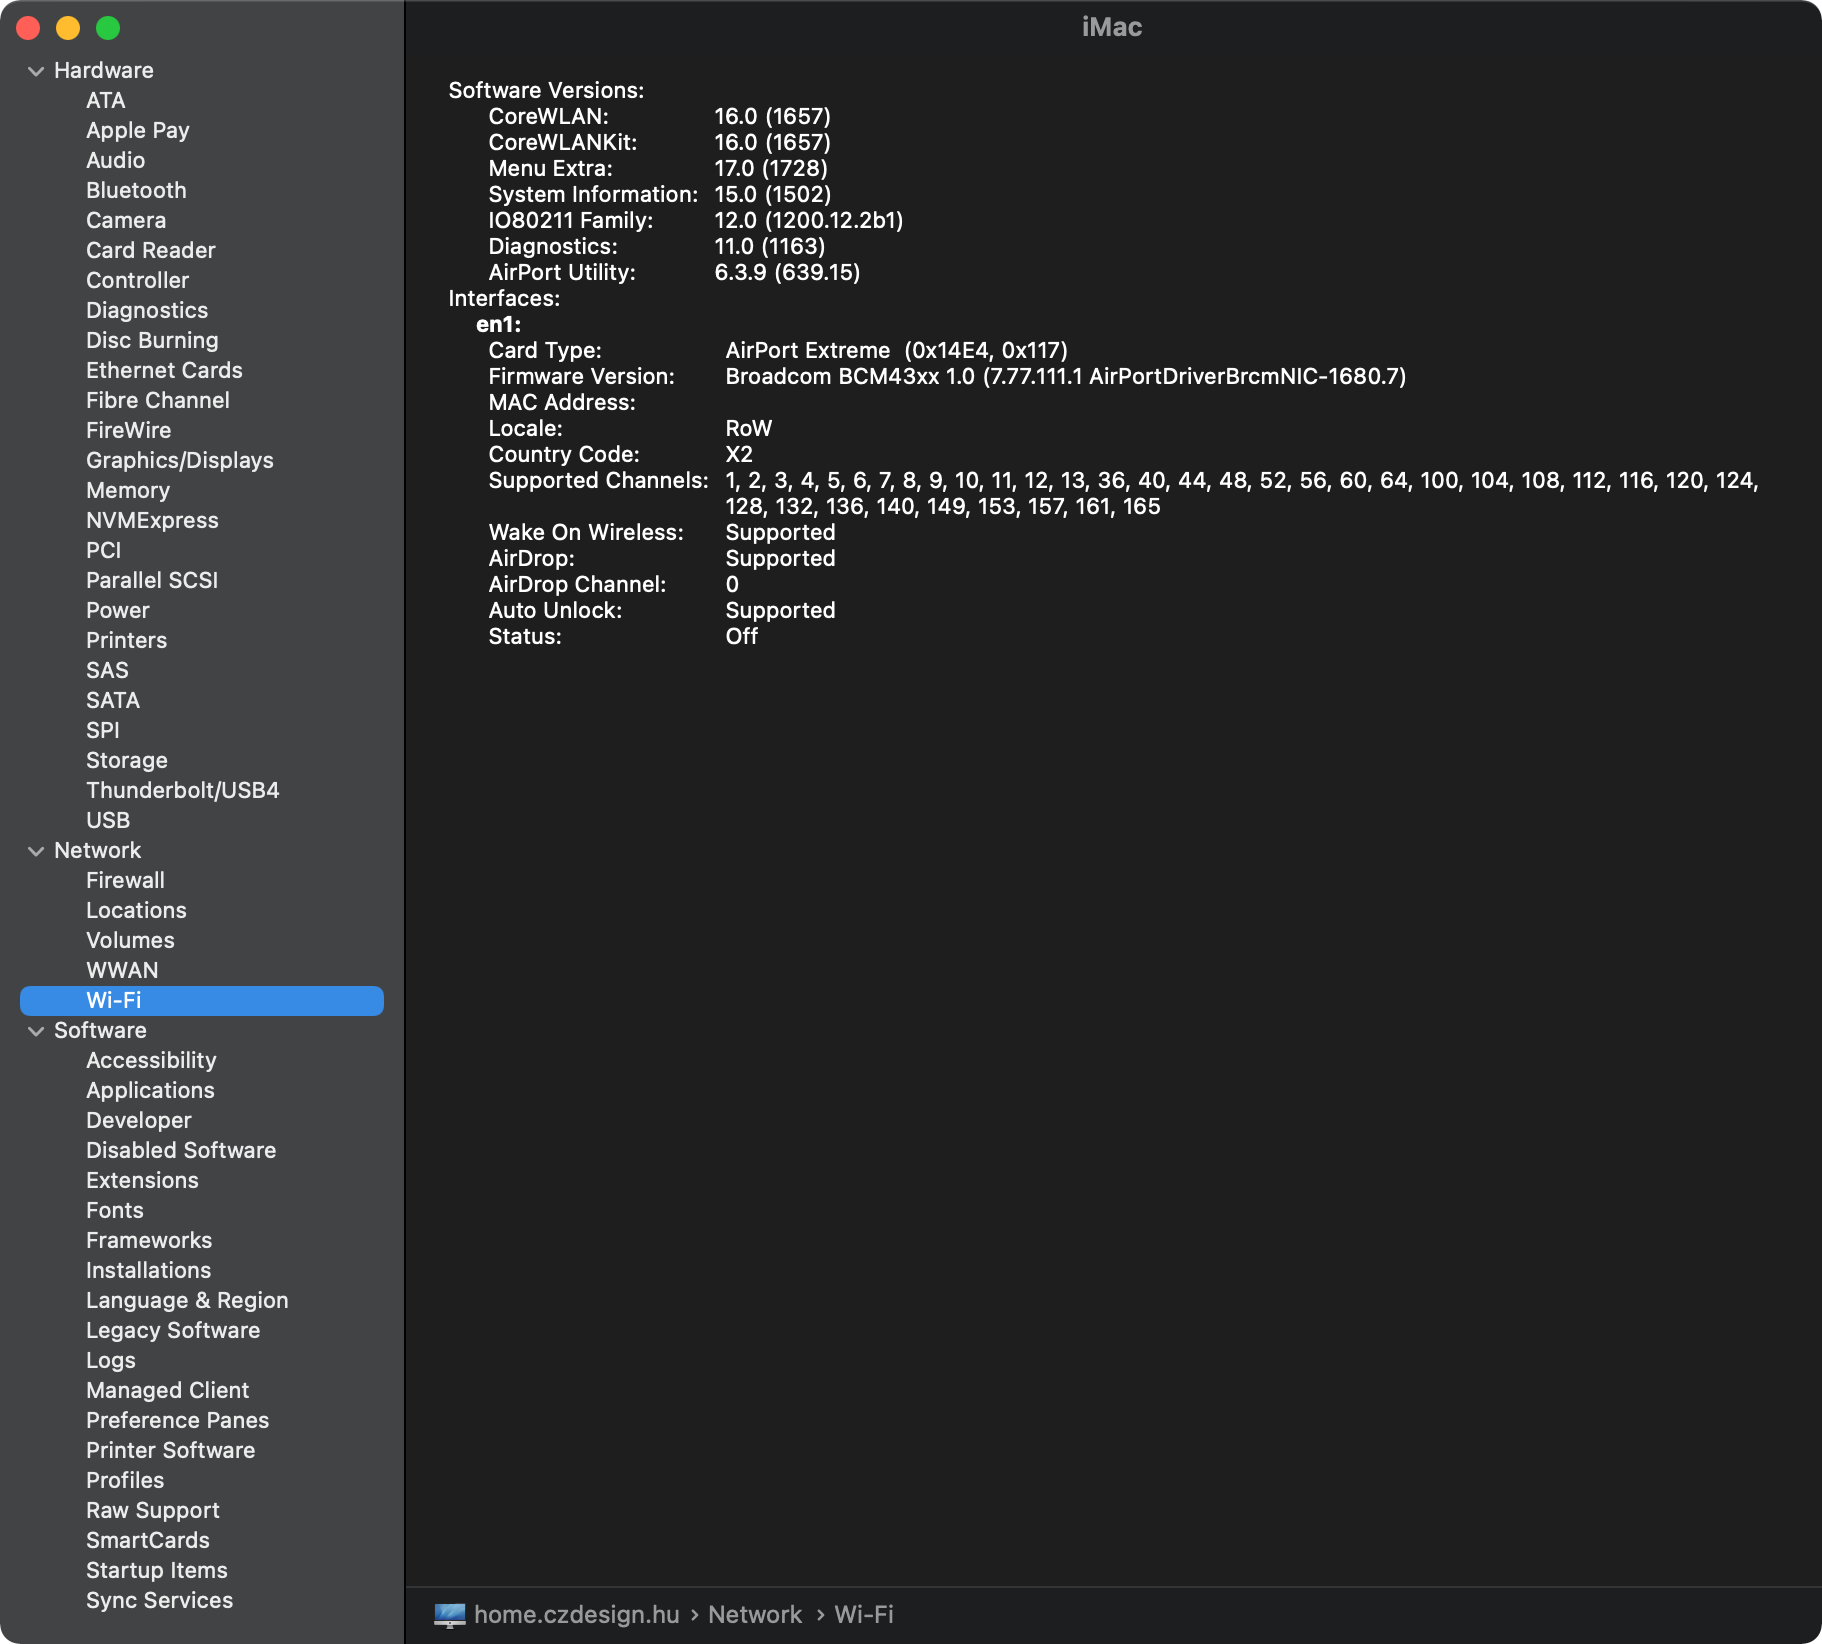 iMac
Hardware
ATA
Apple Pay
Audio
Bluetooth
Camera
Card Reader
Controller
Diagnostics
Disc Burning
Ethernet Cards
Fibre Channel
FireWire
Graphics/Displays
Memory
NVMExpress
PCI
Parallel SCSI
Power
Printers
SAS
SATA
SPI
Storage
Thunderbolt/USB4
USB
Network
Firewall
Locations
Volumes
WWAN
Wi-Fi
Software
Accessibility
Applications
Developer
Disabled Software
Extensions
Fonts
Frameworks
Installations
Language & Region
Legacy Software
Logs
Managed Client
Preference Panes
Printer Software
Profiles
Raw Support
SmartCards
Startup Items
Sync Services
Software Versions:
CoreWLAN: 16.0 (1657)
CoreWLANKit: 16.0 (1657)
Menu Extra: 17.0 (1728)
System Information: 15.0 (1502)
IO80211 Family: 12.0 (1200.12.2b1)
Diagnostics: 11.0 (1163)
AirPort Utility: 6.3.9 (639.15)
Interfaces:
en1:
Card Type: AirPort Extreme  (0x14E4, 0x117)
Firmware Version: Broadcom BCM43xx 1.0 (7.77.111.1 AirPortDriverBrcmNIC-1680.7)
MAC Address:
Locale: RoW
Country Code: X2
Supported Channels: 1, 2, 3, 4, 5, 6, 7, 8, 9, 10, 11, 12, 13, 36, 40, 44, 48, 52, 56, 60, 64, 100, 104, 108, 112, 116, 120, 124,
128, 132, 136, 140, 149, 153, 157, 161, 165
Wake On Wireless: Supported
AirDrop: Supported
AirDrop Channel: 0
Auto Unlock: Supported
Status: Off
home.czdesign.hu › Network › Wi-Fi